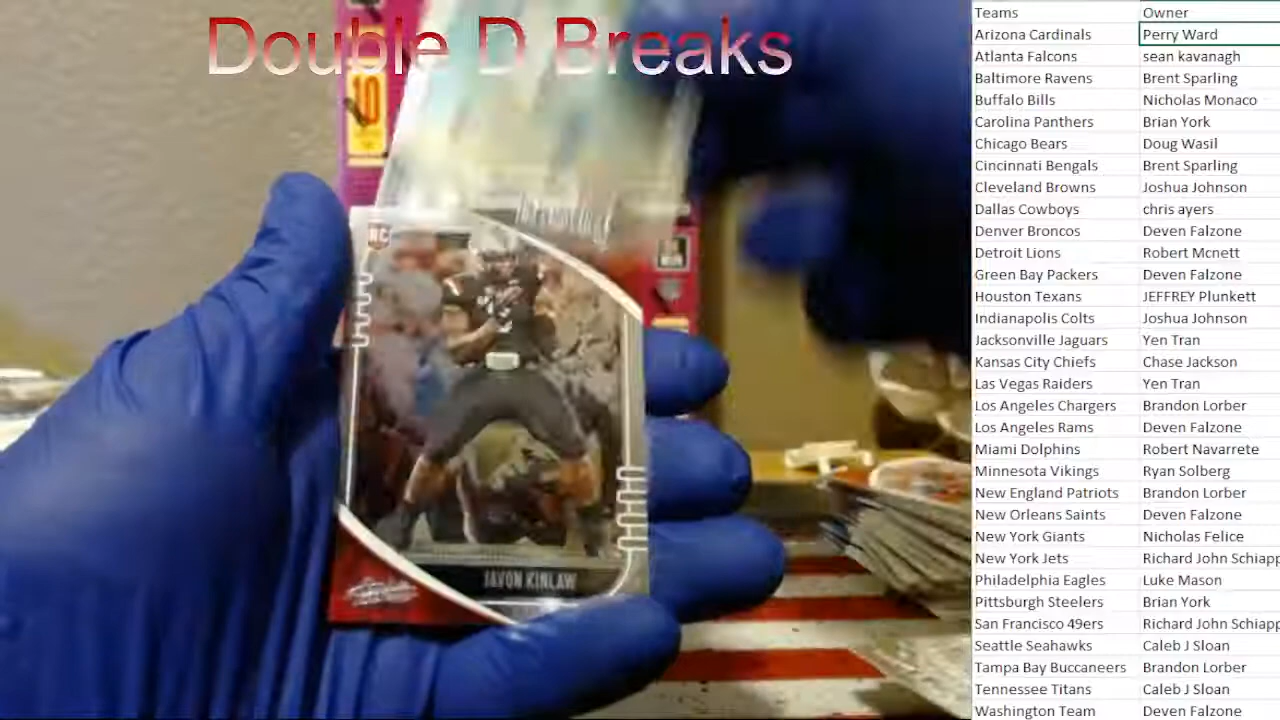 Double D Breaks
RC
JAVON KINLAW
Teams Owner
Arizona Cardinals Perry Ward
Atlanta Falcons sean kavanagh
Baltimore Ravens Brent Sparling
Buffalo Bills Nicholas Monaco
Carolina Panthers Brian York
Chicago Bears Doug Wasil
Cincinnati Bengals Brent Sparling
Cleveland Browns Joshua Johnson
Dallas Cowboys chris ayers
Denver Broncos Deven Falzone
Detroit Lions Robert Mcnett
Green Bay Packers Deven Falzone
Houston Texans JEFFREY Plunkett
Indianapolis Colts Joshua Johnson
Jacksonville Jaguars Yen Tran
Kansas City Chiefs Chase Jackson
Las Vegas Raiders Yen Tran
Los Angeles Chargers Brandon Lorber
Los Angeles Rams Deven Falzone
Miami Dolphins Robert Navarrete
Minnesota Vikings Ryan Solberg
New England Patriots Brandon Lorber
New Orleans Saints Deven Falzone
New York Giants Nicholas Felice
New York Jets Richard John Schiapp
Philadelphia Eagles Luke Mason
Pittsburgh Steelers Brian York
San Francisco 49ers Richard John Schiapp
Seattle Seahawks Caleb J Sloan
Tampa Bay Buccaneers Brandon Lorber
Tennessee Titans Caleb J Sloan
Washington Team Deven Falzone